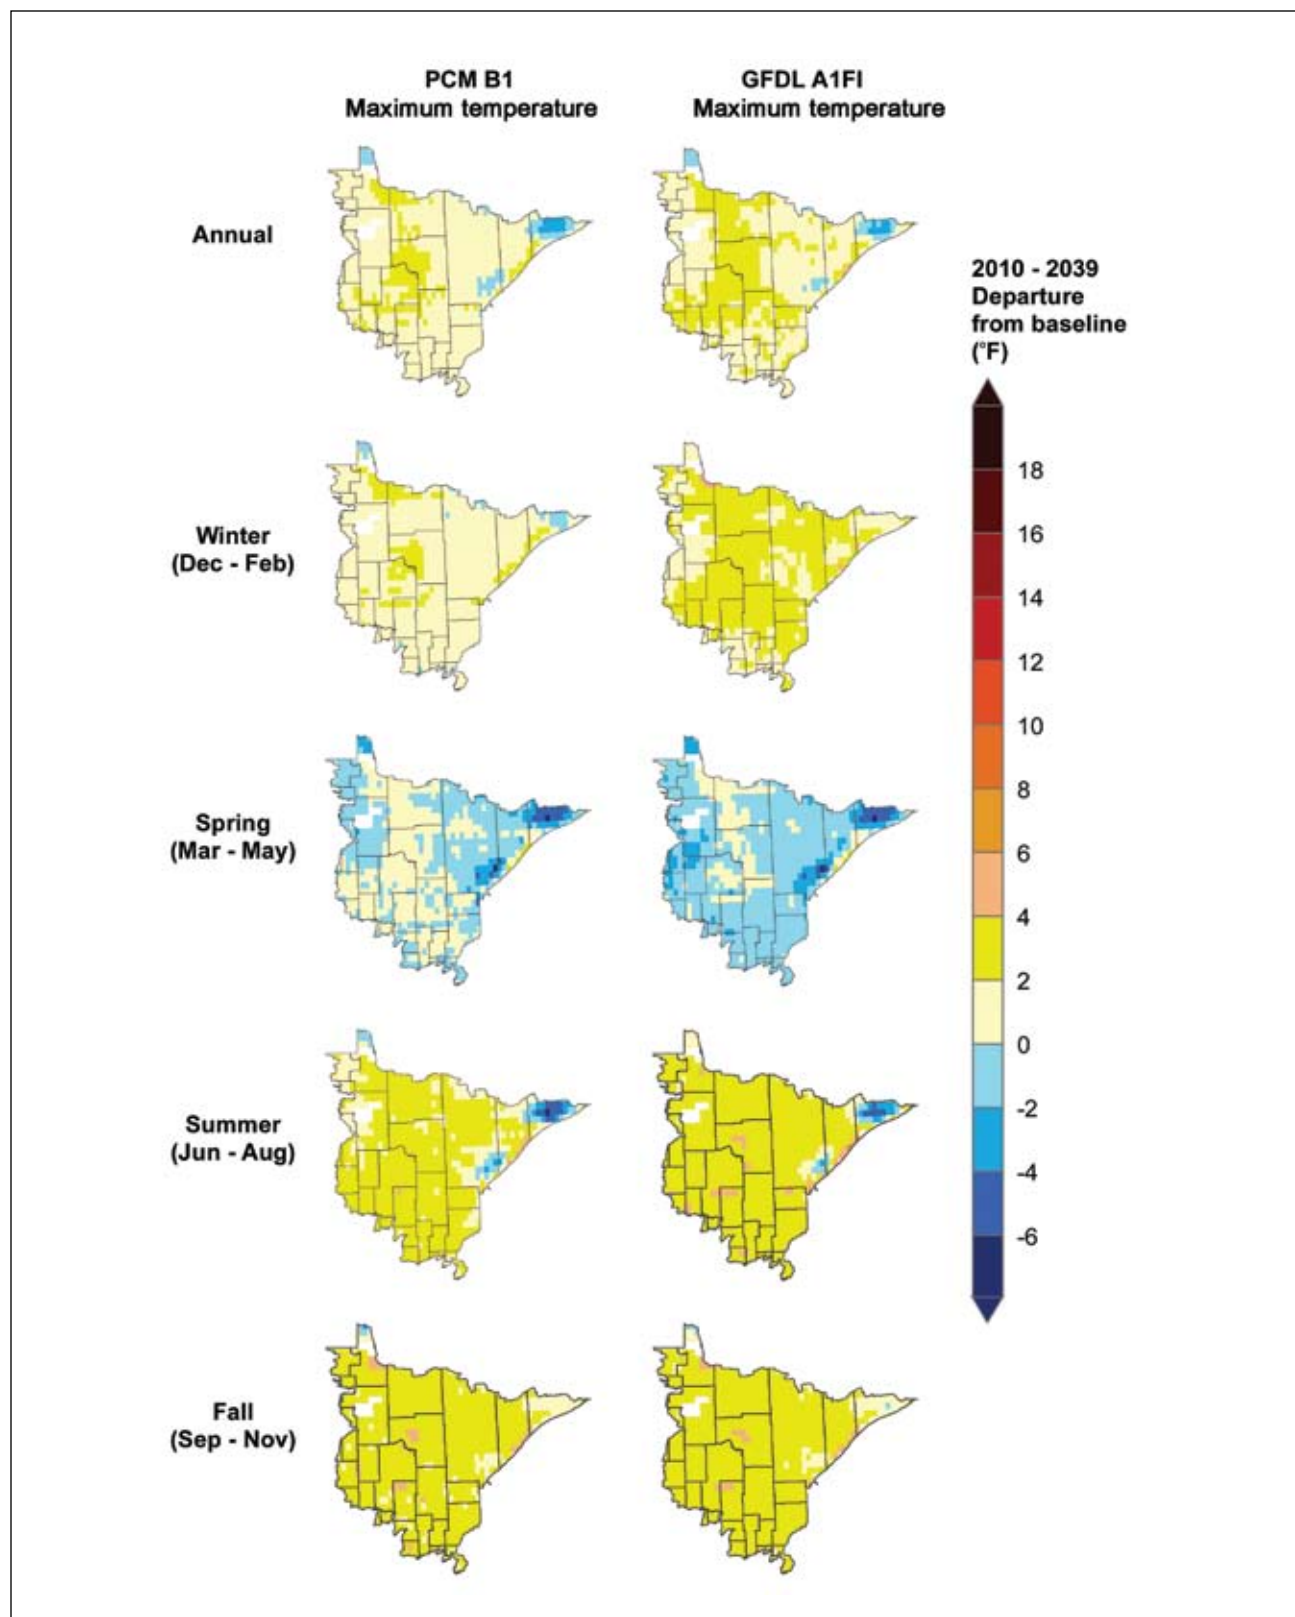 PCM B1
Maximum temperature
GFDL A1FI
Maximum temperature
Annual
2010 - 2039
Departure
from baseline
(°F)
18
Winter
(Dec - Feb)
16
14
12
10
8
Spring
(Mar - May)
6
4
2
0
-2
Summer
(Jun - Aug)
-4
-6
Fall
(Sep - Nov)